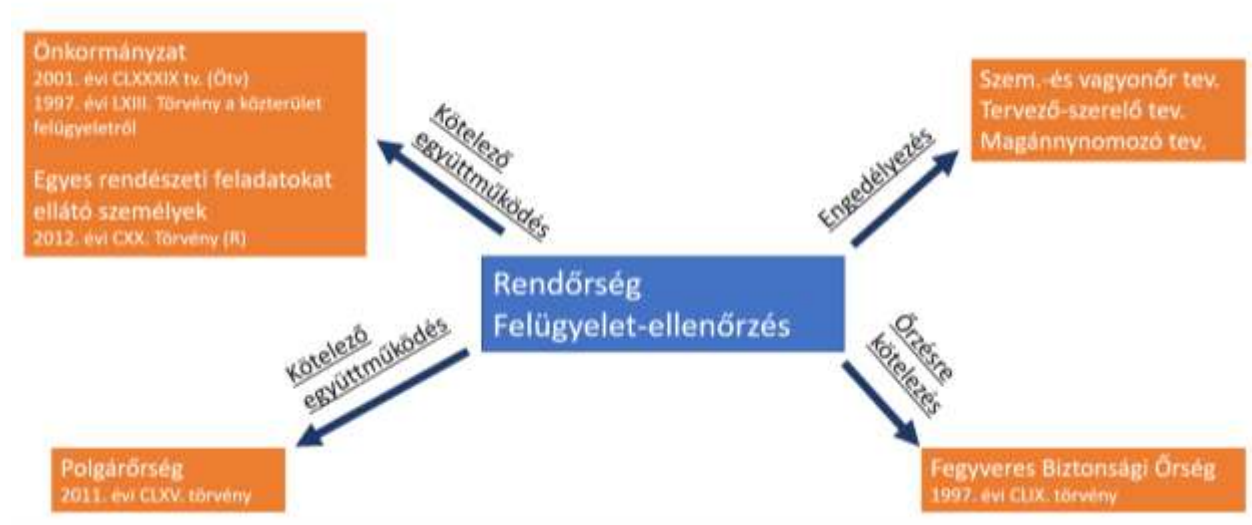 Önkormányzat
2001. évi CLXXXIX tv. (Ötv)
1997. évi LXIII. Törvény a közterület
felügyeletről
Egyes rendészeti feladatokat
ellátó személyek
2012. évi CXX. Törvény (R)
Kötelező
együttműködés
Engedélyezés
Szem.-és vagyonőr tev.
Tervező-szerelő tev.
Magánnynomozó tev.
Rendőrség
Felügyelet-ellenőrzés
Kötelező
együttműködés
Őrzésre
kötelezés
Polgárőrség
2011. évi CLXV. törvény
Fegyveres Biztonsági Őrség
1997. évi CLIX. törvény